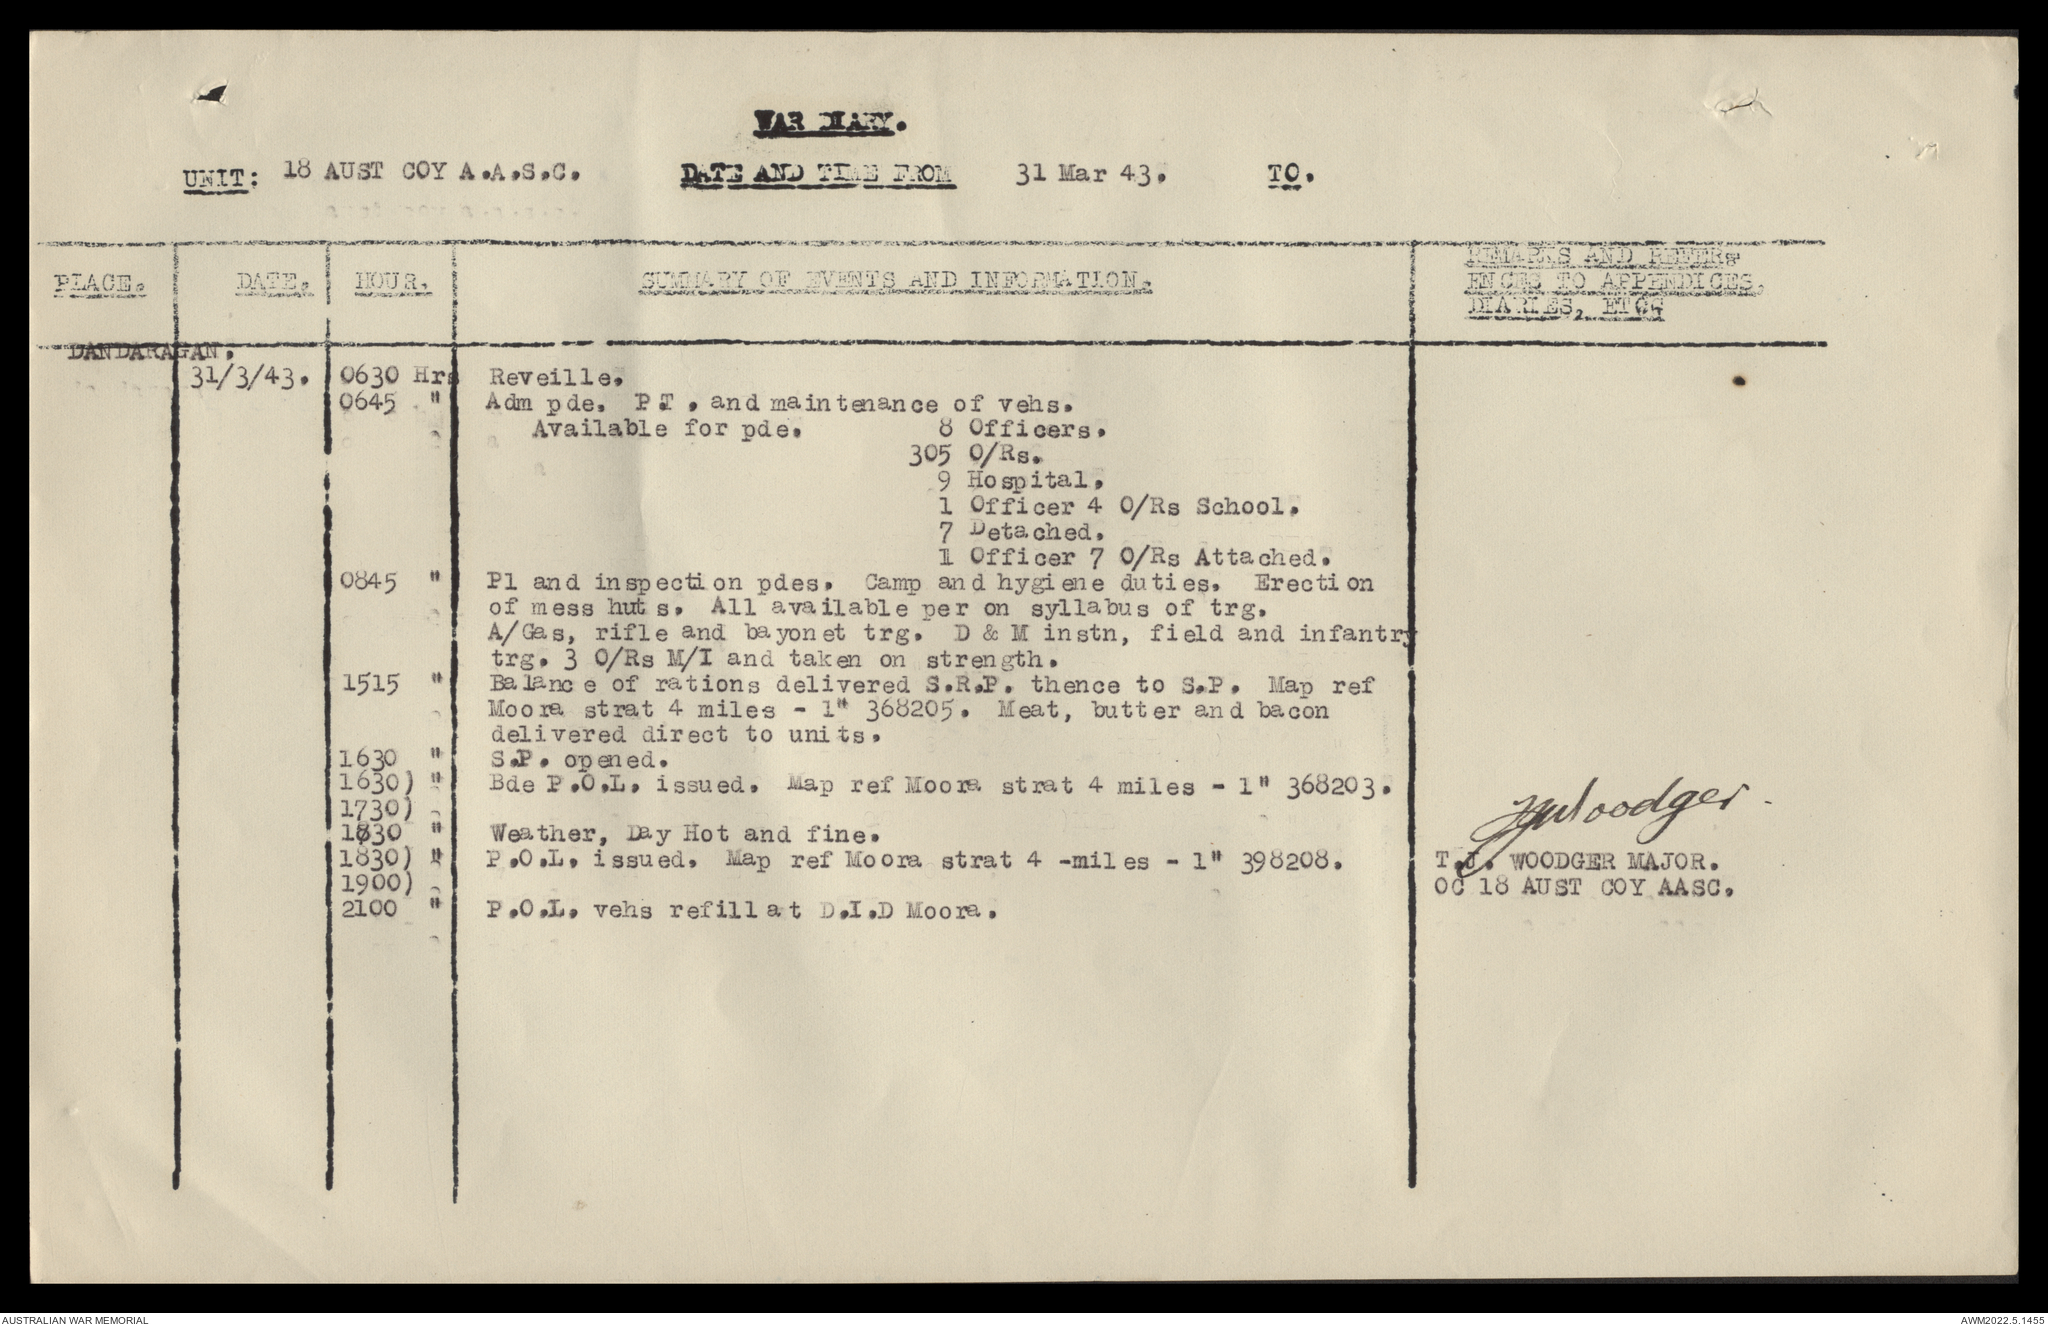 WAR DIARY.
UNIT: 18 AUST COY A.A.S.C. DATE AND TIME FROM 31 Mar 43. TO.
PLACE. DATE. HOUR. SUMMARY OF EVENTS AND INFORMATION. REMARKS AND REFER-
ENCES TO APPENDICES,
DIARIES, ETC.
DANDARAGAN.
31/3/43. 0630 Hrs Reveille.
0645 " Adm pde. P.T , and maintenance of vehs.
Available for pde. 8 Officers.
305 O/Rs.
9 Hospital.
1 Officer 4 O/Rs School.
7 Detached.
1 Officer 7 O/Rs Attached.
0845 " Pl and inspection pdes. Camp and hygiene duties. Erection
of mess huts. All available per on syllabus of trg.
A/Gas, rifle and bayonet trg. D & M instn, field and infantry
trg. 3 O/Rs M/I and taken on strength.
1515 " Balance of rations delivered S.R.P. thence to S.P. Map ref
Moora strat 4 miles - 1" 368205. Meat, butter and bacon
delivered direct to units.
1630 " S.P. opened.
1630) " Bde P.O.L. issued. Map ref Moora strat 4 miles - 1" 368203.
1730)
1830 " Weather, Day Hot and fine.
1830) " P.O.L. issued. Map ref Moora strat 4 -miles - 1" 398208.
1900)
2100 " P.O.L. vehs refill at D.I.D Moora.
TJWoodger.
T.J. WOODGER MAJOR.
OC 18 AUST COY AASC.
AUSTRALIAN WAR MEMORIAL AWM2022.5.1455